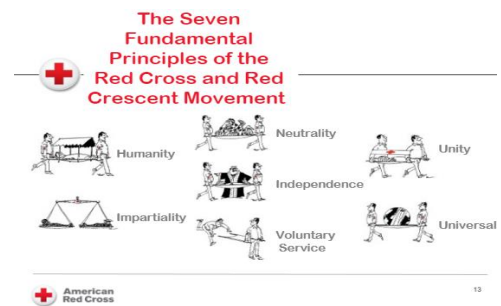 The Seven
Fundamental
Principles of the
Red Cross and Red
Crescent Movement
Humanity
Impartiality
Neutrality
Independence
Voluntary
Service
Unity
Universal
American
Red Cross
13